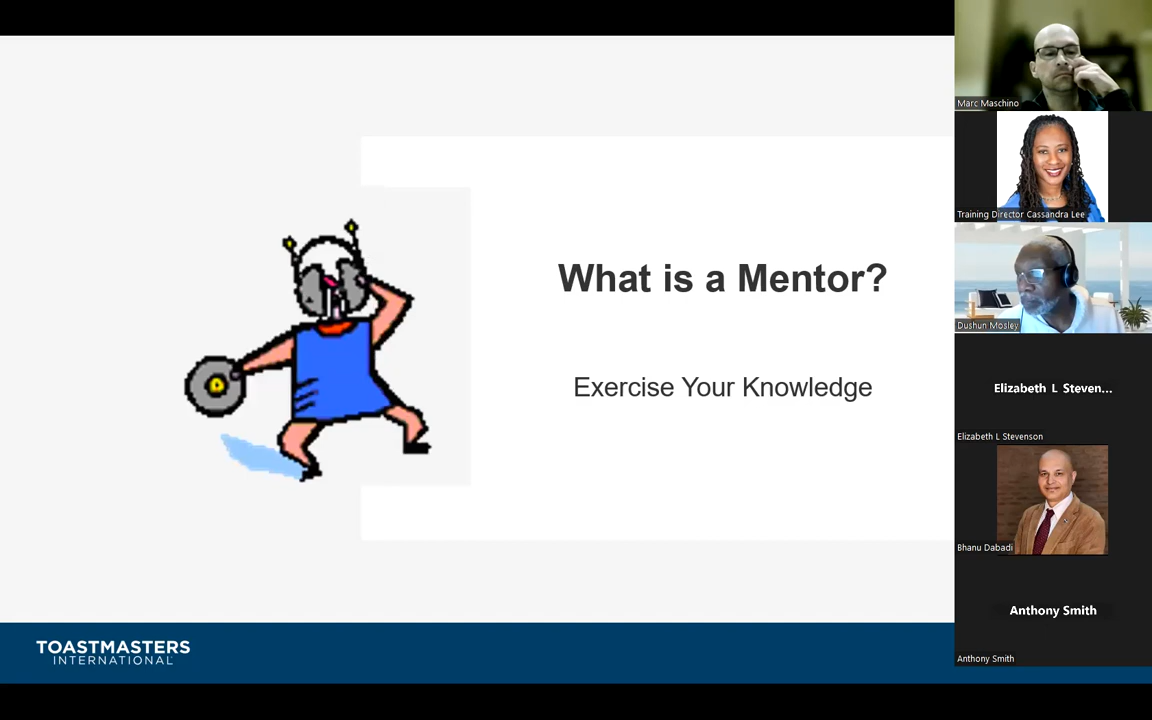 What is a Mentor?
Exercise Your Knowledge
TOASTMASTERS
INTERNATIONAL
Marc Maschino
Training Director Cassandra Lee
Dushun Mosley
Elizabeth L Steven...
Elizabeth L Stevenson
Bhanu Dabadi
Anthony Smith
Anthony Smith